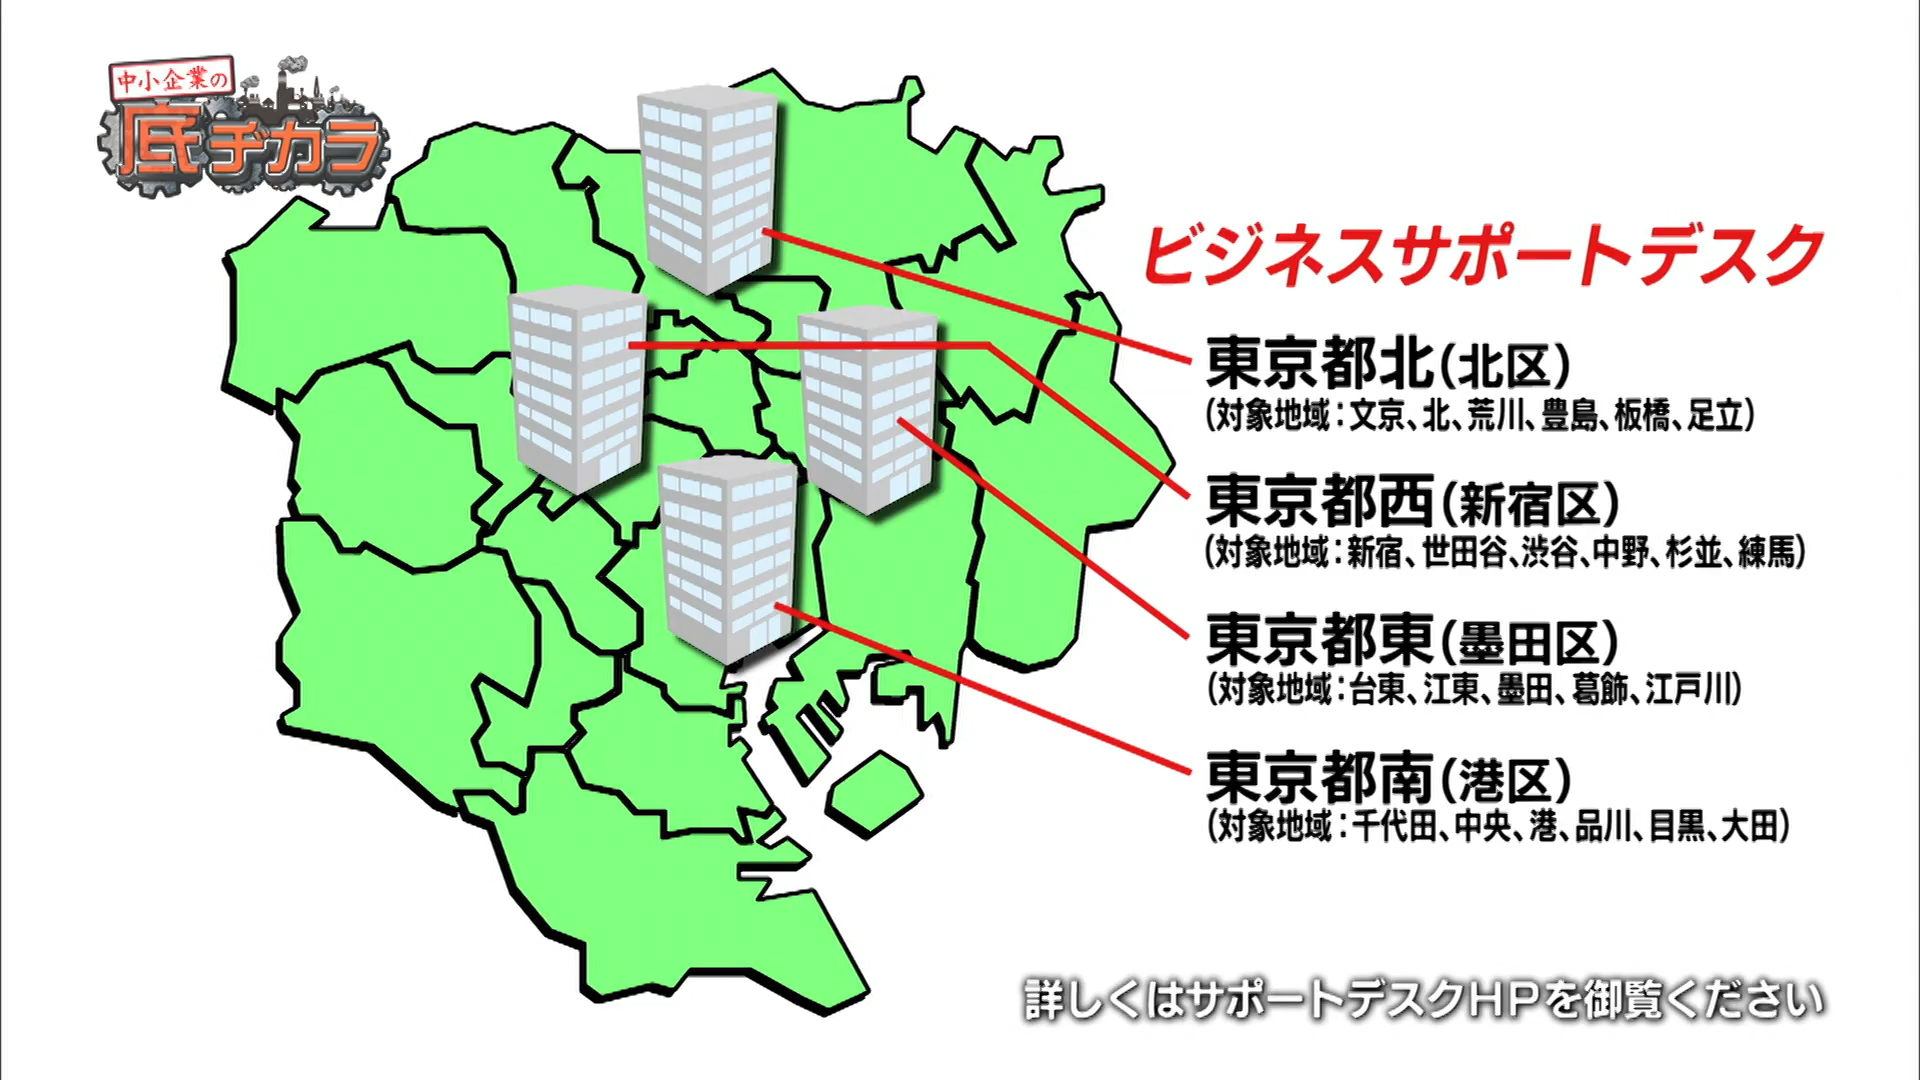 中小企業の
底ヂカラ
ビジネスサポートデスク
東京都北(北区)
(対象地域：文京、北、荒川、豊島、板橋、足立)
東京都西(新宿区)
(対象地域：新宿、世田谷、渋谷、中野、杉並、練馬)
東京都東(墨田区)
(対象地域：台東、江東、墨田、葛飾、江戸川)
東京都南(港区)
(対象地域：千代田、中央、港、品川、目黒、大田)
詳しくはサポートデスクHPを御覧ください